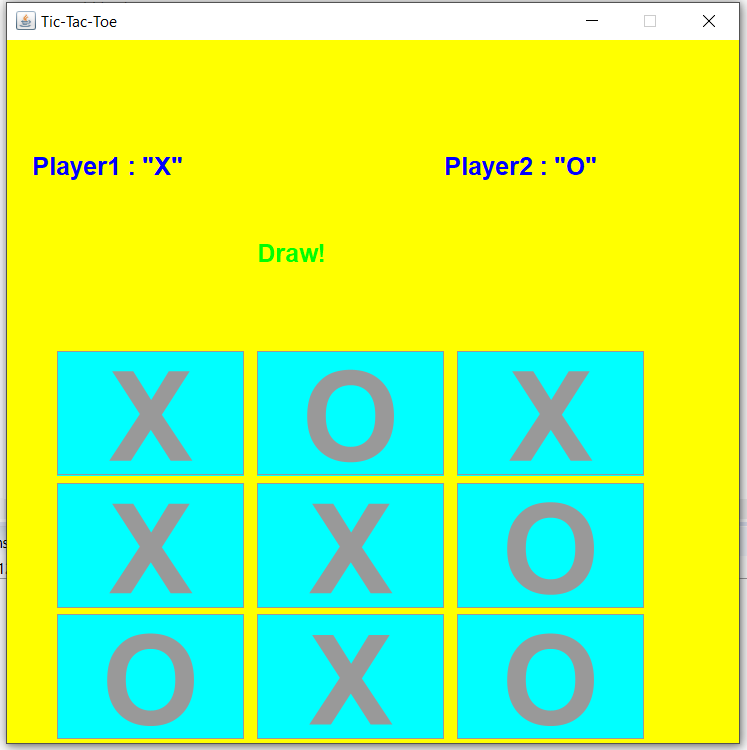 Tic-Tac-Toe
Player1 : "X" Player2 : "O"
Draw!
X O X
X X O
O X O